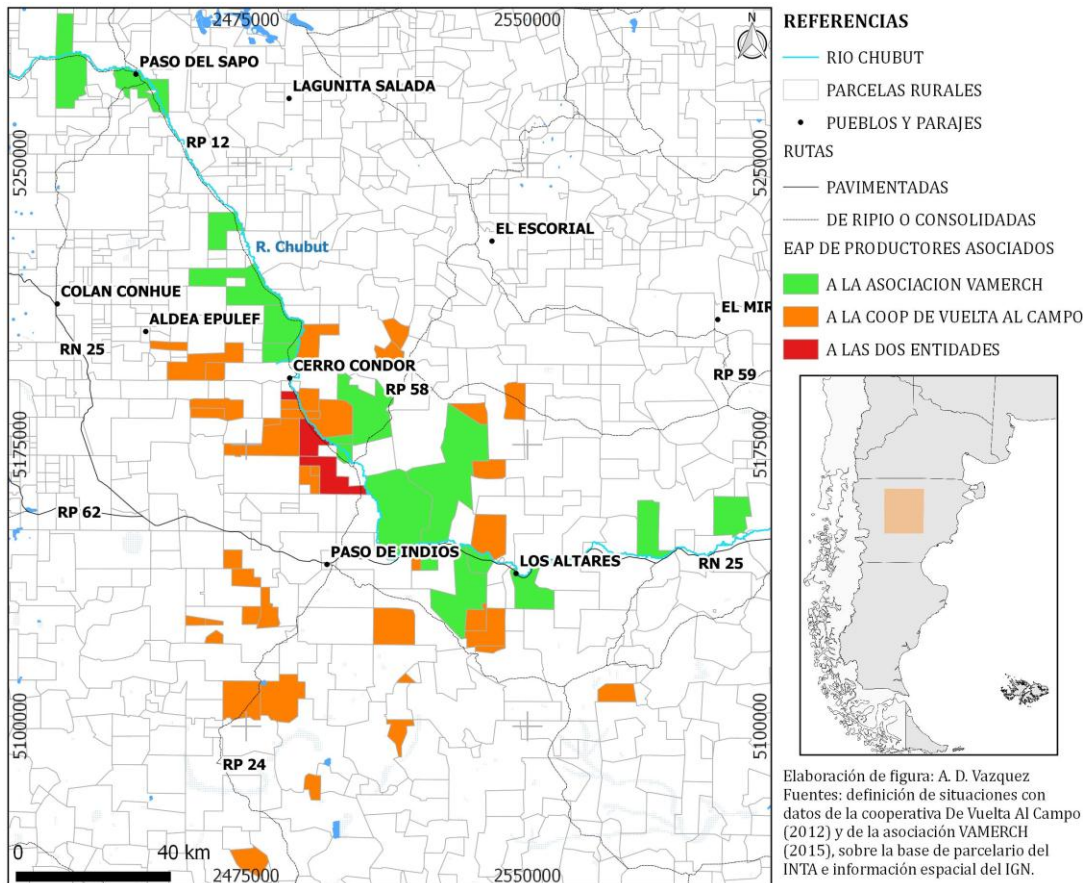 2475000
2550000
N
PASO DEL SAPO
LAGUNITA SALADA
RP 12
5250000
5250000
EL ESCORIAL
R. Chubut
COLAN CONHUE
EL MIR
ALDEA EPULEF
RN 25
CERRO CONDOR
RP 59
RP 58
5175000
5175000
RP 62
PASO DE INDIOS
LOS ALTARES
RN 25
5100000
5100000
RP 24
0 40 km
2475000
2550000
REFERENCIAS
RIO CHUBUT
PARCELAS RURALES
PUEBLOS Y PARAJES
RUTAS
PAVIMENTADAS
DE RIPIO O CONSOLIDADAS
EAP DE PRODUCTORES ASOCIADOS
A LA ASOCIACION VAMERCH
A LA COOP DE VUELTA AL CAMPO
A LAS DOS ENTIDADES
Elaboración de figura: A. D. Vazquez
Fuentes: definición de situaciones con
datos de la cooperativa De Vuelta Al Campo
(2012) y de la asociación VAMERCH
(2015), sobre la base de parcelario del
INTA e información espacial del IGN.